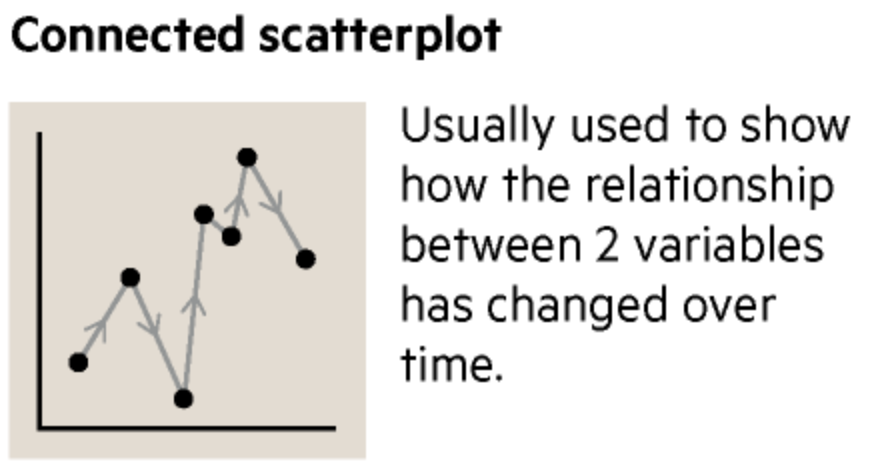 Connected scatterplot
Usually used to show
how the relationship
between 2 variables
has changed over
time.